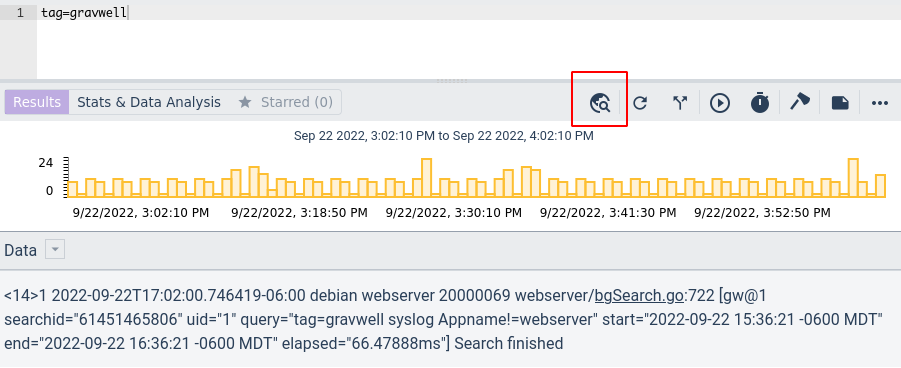 1 tag=gravwell
Results Stats & Data Analysis Starred (0)
Sep 22 2022, 3:02:10 PM to Sep 22 2022, 4:02:10 PM
24
0
9/22/2022, 3:02:10 PM 9/22/2022, 3:18:50 PM 9/22/2022, 3:30:10 PM 9/22/2022, 3:41:30 PM 9/22/2022, 3:52:50 PM
Data
<14>1 2022-09-22T17:02:00.746419-06:00 debian webserver 20000069 webserver/bgSearch.go:722 [gw@1
searchid="61451465806" uid="1" query="tag=gravwell syslog Appname!=webserver" start="2022-09-22 15:36:21 -0600 MDT"
end="2022-09-22 16:36:21 -0600 MDT" elapsed="66.47888ms"] Search finished